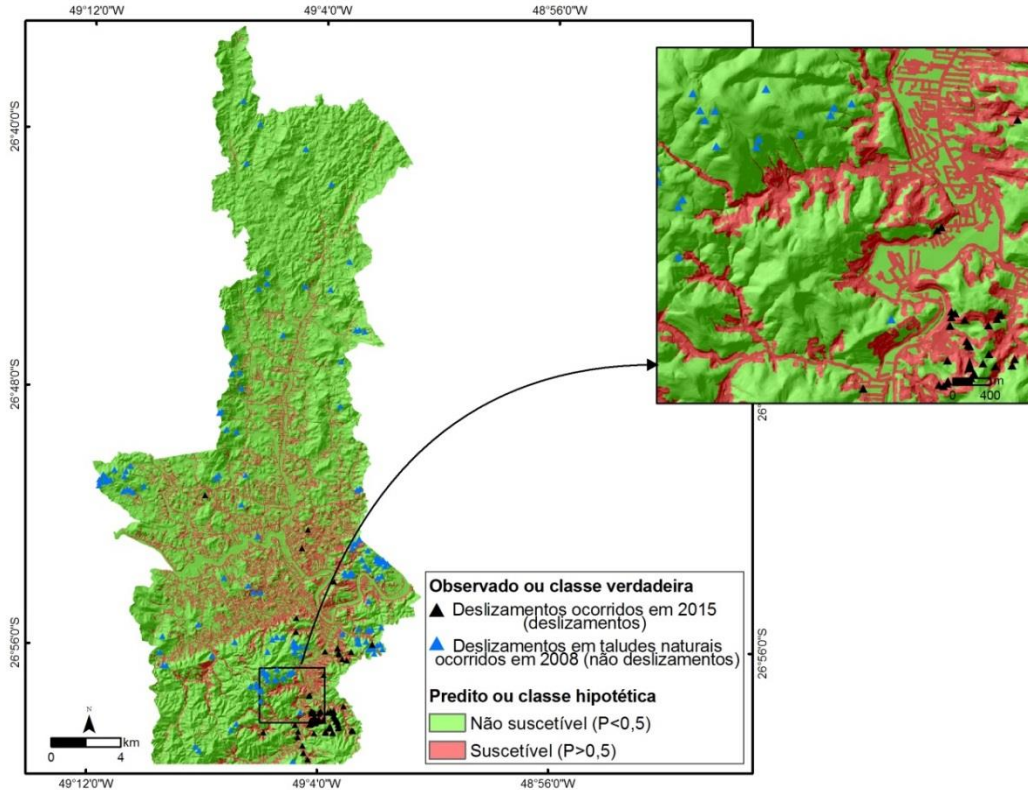 49°12'0"W 49°4'0"W 48°56'0"W
26°40'0"S
26°48'0"S
26°56'0"S
0 400 m
26°
26°56'0"S
Observado ou classe verdadeira
Deslizamentos ocorridos em 2015
(deslizamentos)
Deslizamentos em taludes naturais
ocorridos em 2008 (não deslizamentos)
Predito ou classe hipotética
Não suscetível (P<0,5)
Suscetível (P>0,5)
N
km
0 4
49°12'0"W 49°4'0"W 48°56'0"W